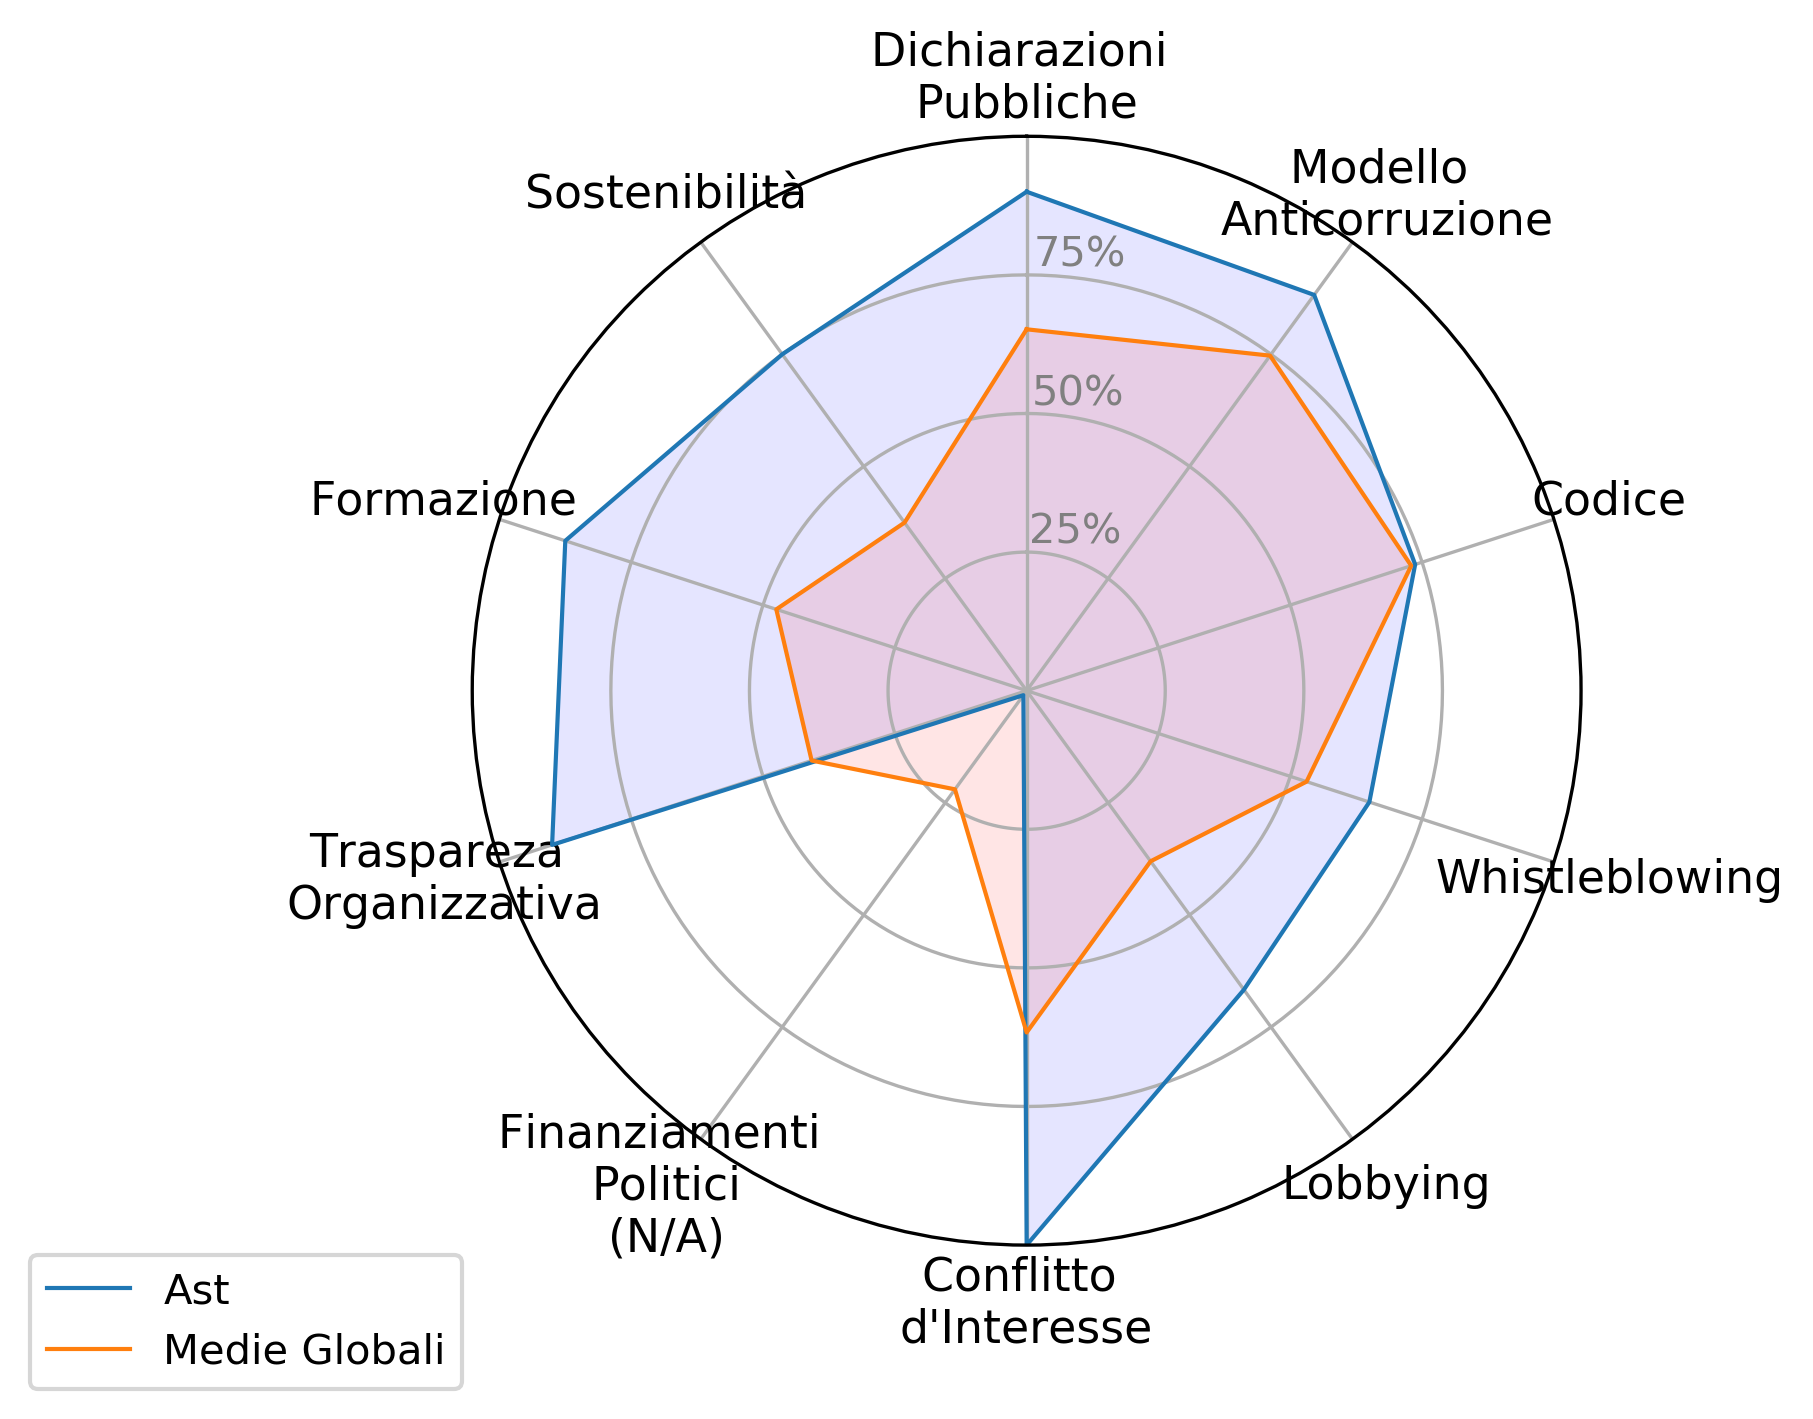 Dichiarazioni
Pubbliche
Modello
Anticorruzione
Sostenibilità
75%
50%
25%
Formazione
Codice
Traspareza
Organizzativa
Whistleblowing
Finanziamenti
Politici
(N/A)
Lobbying
Conflitto
d'Interesse
Ast
Medie Globali